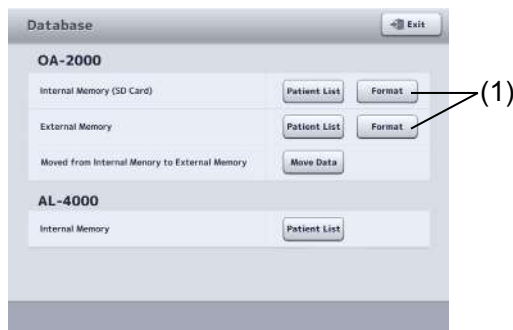 Database Exit
OA-2000
Internal Memory (SD Card) Patient List Format
(1)
External Memory Patient List Format
Moved from Internal Menory to External Memory Move Data
AL-4000
Internal Memory Patient List